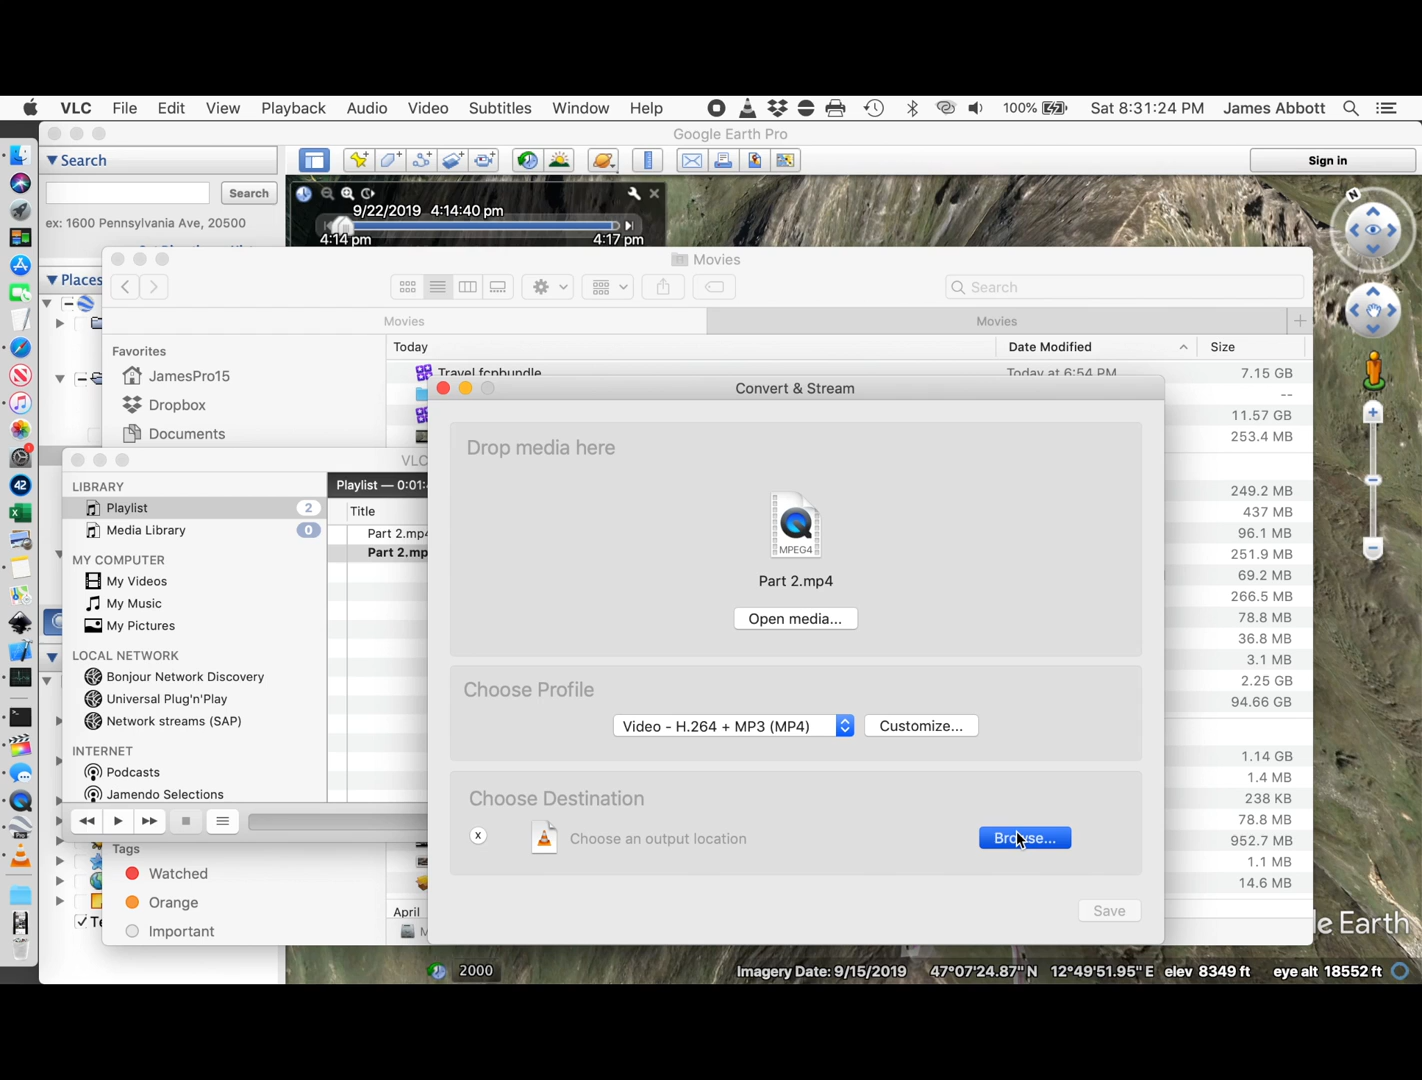 VLC File Edit View Playback Audio Video Subtitles Window Help 100% Sat 8:31:24 PM James Abbott
Google Earth Pro
Search
Sign in
Search
ex: 1600 Pennsylvania Ave, 20500
9/22/2019 4:14:40 pm
4:14 pm 4:17 pm
N
Places
Movies
Search
Movies Movies
Favorites
JamesPro15
Dropbox
Documents
Today Date Modified Size
Travel.fcpbundle Today at 6:54 PM 7.15 GB
--
11.57 GB
253.4 MB
249.2 MB
437 MB
96.1 MB
251.9 MB
69.2 MB
266.5 MB
78.8 MB
36.8 MB
3.1 MB
2.25 GB
94.66 GB
1.14 GB
1.4 MB
238 KB
78.8 MB
952.7 MB
1.1 MB
14.6 MB
April
VLC
LIBRARY
Playlist 2
Media Library 0
MY COMPUTER
My Videos
My Music
My Pictures
LOCAL NETWORK
Bonjour Network Discovery
Universal Plug'n'Play
Network streams (SAP)
INTERNET
Podcasts
Jamendo Selections
Playlist — 0:01:
Title
Part 2.mp4
Part 2.mp
Tags
Watched
Orange
Important
Convert & Stream
Drop media here
MPEG4
Part 2.mp4
Open media...
Choose Profile
Video - H.264 + MP3 (MP4) Customize...
Choose Destination
X Choose an output location Browse...
Save
42
Te
le Earth
2000 Imagery Date: 9/15/2019 47°07'24.87" N 12°49'51.95" E elev 8349 ft eye alt 18552 ft